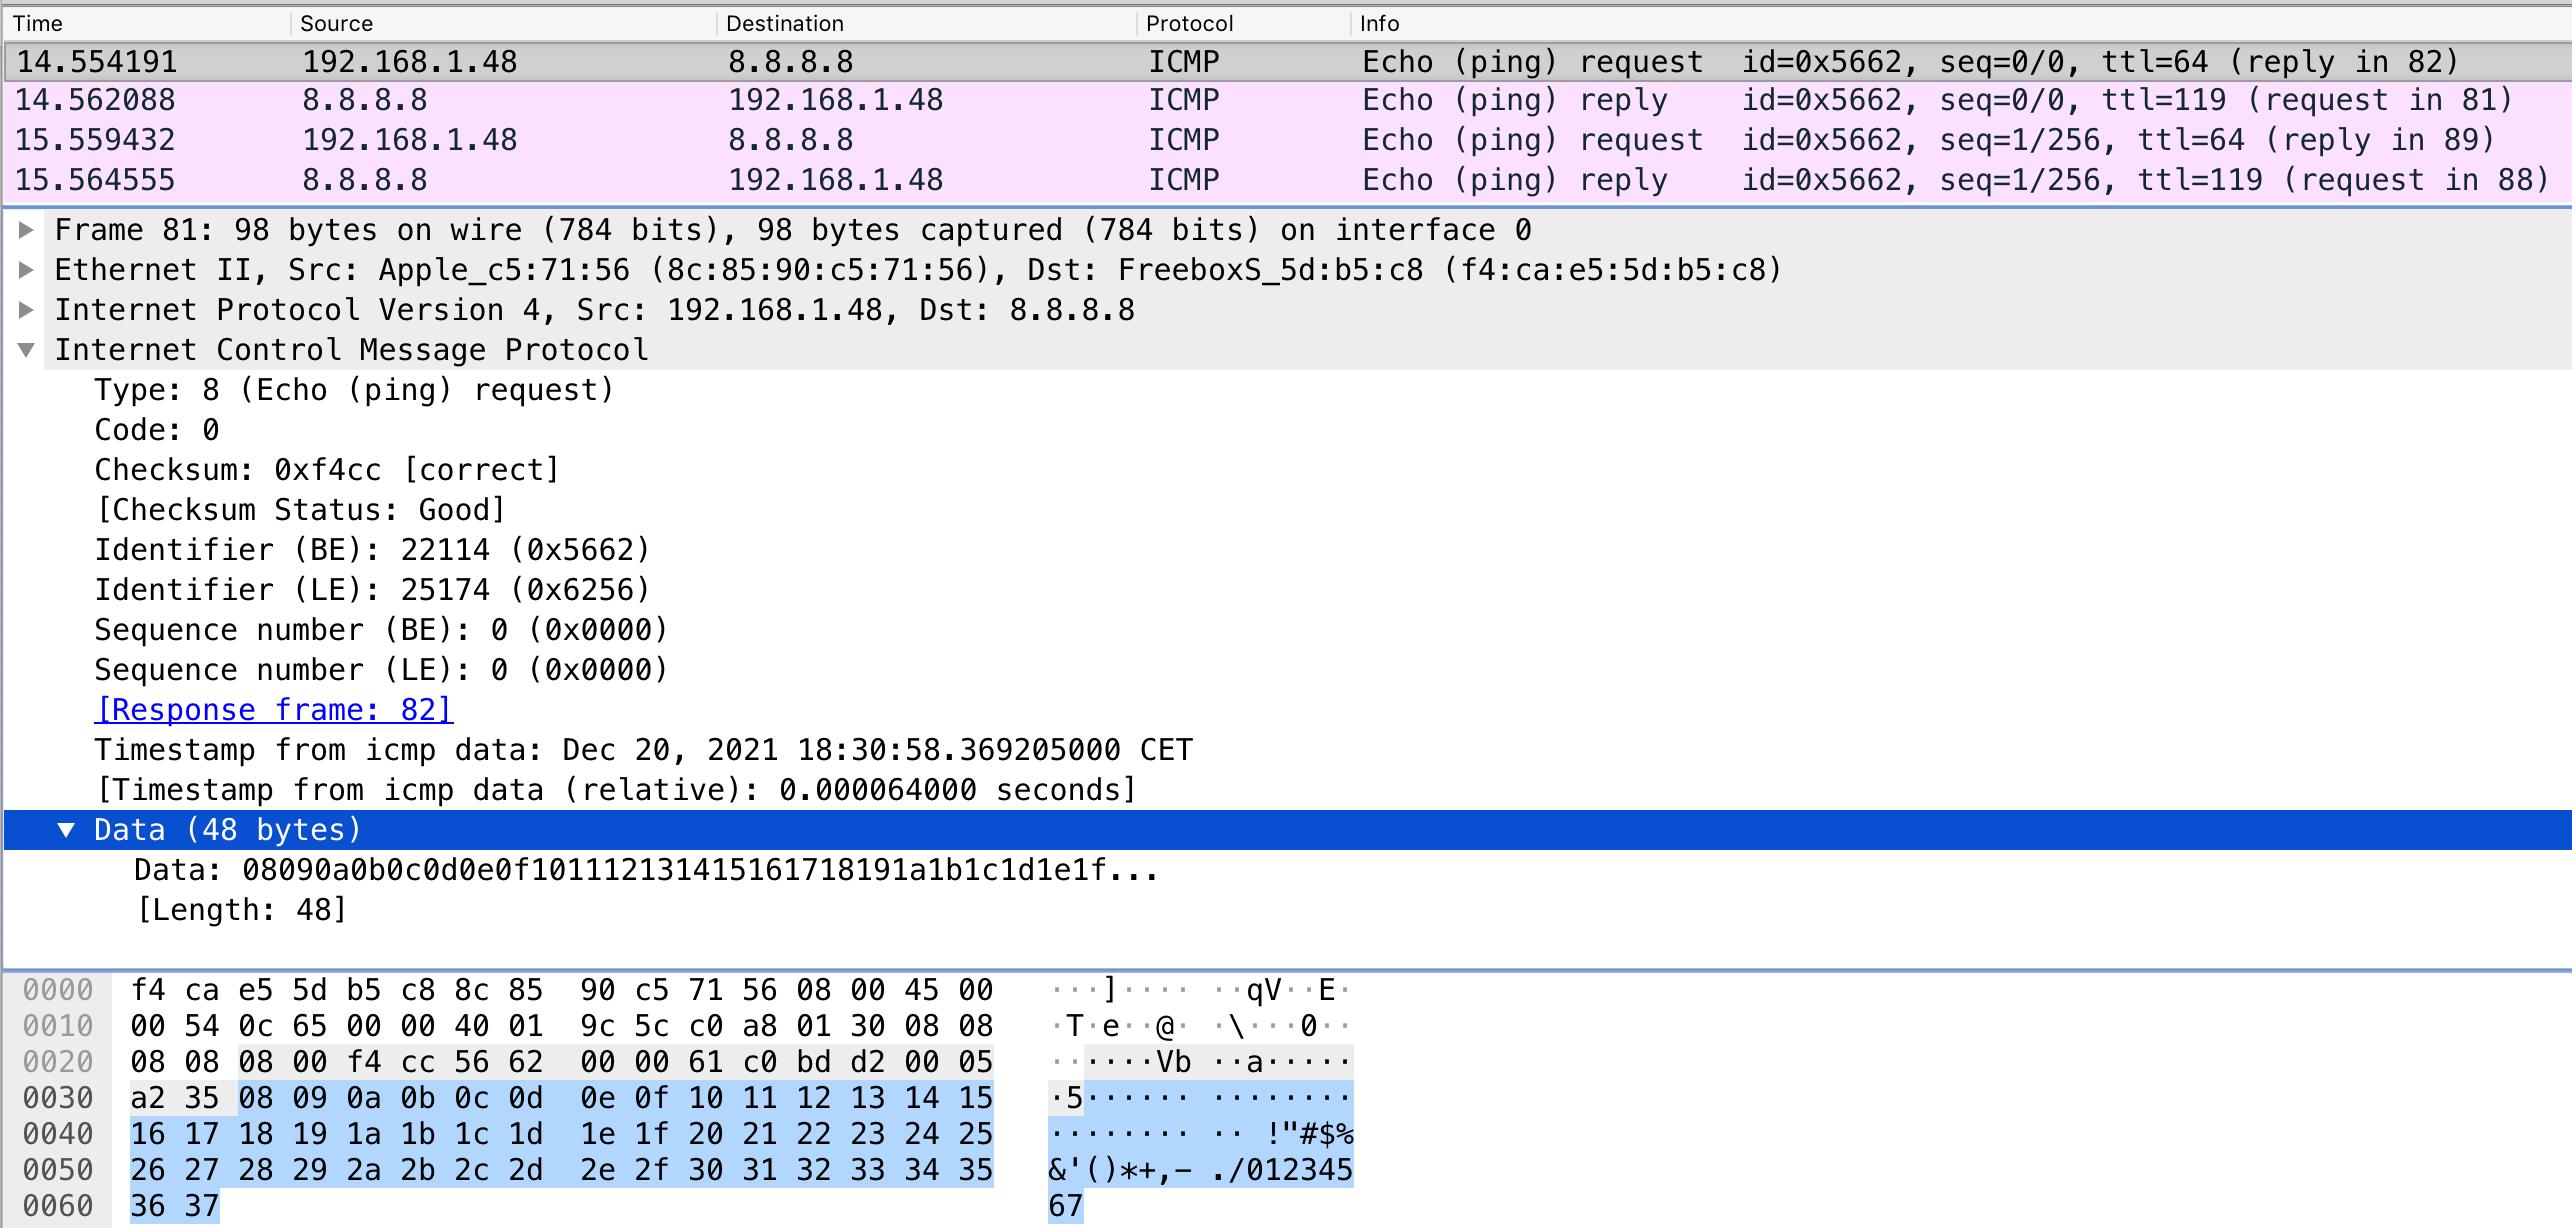 Time Source Destination Protocol Info
14.554191 192.168.1.48 8.8.8.8 ICMP Echo (ping) request id=0x5662, seq=0/0, ttl=64 (reply in 82)
14.562088 8.8.8.8 192.168.1.48 ICMP Echo (ping) reply id=0x5662, seq=0/0, ttl=119 (request in 81)
15.559432 192.168.1.48 8.8.8.8 ICMP Echo (ping) request id=0x5662, seq=1/256, ttl=64 (reply in 89)
15.564555 8.8.8.8 192.168.1.48 ICMP Echo (ping) reply id=0x5662, seq=1/256, ttl=119 (request in 88)
Frame 81: 98 bytes on wire (784 bits), 98 bytes captured (784 bits) on interface 0
Ethernet II, Src: Apple_c5:71:56 (8c:85:90:c5:71:56), Dst: FreeboxS_5d:b5:c8 (f4:ca:e5:5d:b5:c8)
Internet Protocol Version 4, Src: 192.168.1.48, Dst: 8.8.8.8
Internet Control Message Protocol
Type: 8 (Echo (ping) request)
Code: 0
Checksum: 0xf4cc [correct]
[Checksum Status: Good]
Identifier (BE): 22114 (0x5662)
Identifier (LE): 25174 (0x6256)
Sequence number (BE): 0 (0x0000)
Sequence number (LE): 0 (0x0000)
[Response frame: 82]
Timestamp from icmp data: Dec 20, 2021 18:30:58.369205000 CET
[Timestamp from icmp data (relative): 0.000064000 seconds]
Data (48 bytes)
Data: 08090a0b0c0d0e0f101112131415161718191a1b1c1d1e1f...
[Length: 48]
0000 f4 ca e5 5d b5 c8 8c 85 90 c5 71 56 08 00 45 00 ···]···· ··qV··E·
0010 00 54 0c 65 00 00 40 01 9c 5c c0 a8 01 30 08 08 ·T·e··@· ·\···0··
0020 08 08 08 00 f4 cc 56 62 00 00 61 c0 bd d2 00 05 ······Vb ··a·····
0030 a2 35 08 09 0a 0b 0c 0d 0e 0f 10 11 12 13 14 15 ·5······ ········
0040 16 17 18 19 1a 1b 1c 1d 1e 1f 20 21 22 23 24 25 ········ ·· !"#$%
0050 26 27 28 29 2a 2b 2c 2d 2e 2f 30 31 32 33 34 35 &'()*+,- ./012345
0060 36 37 67